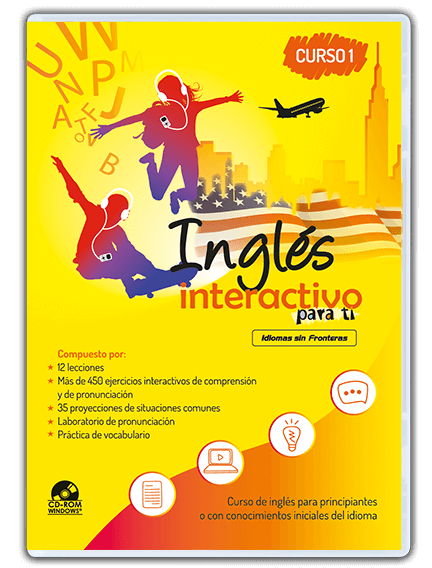 CURSO 1
U W
N P J M
A T F
O V
B
Inglés
interactivo
para ti
Idiomas sin Fronteras
Compuesto por:
12 lecciones
Más de 450 ejercicios interactivos de comprensión
y de pronunciación
35 proyecciones de situaciones comunes
Laboratorio de pronunciación
Práctica de vocabulario
CD-ROM
WINDOWS®
Curso de inglés para principiantes
o con conocimientos iniciales del idioma